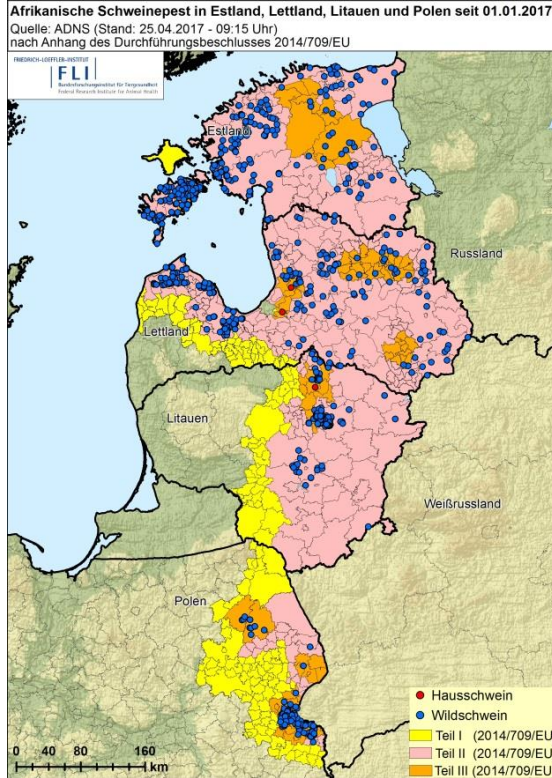 Afrikanische Schweinepest in Estland, Lettland, Litauen und Polen seit 01.01.2017
Quelle: ADNS (Stand: 25.04.2017 - 09:15 Uhr)
nach Anhang des Durchführungsbeschlusses 2014/709/EU
FRIEDRICH-LOEFFLER-INSTITUT
FLI
Bundesforschungsinstitut für Tiergesundheit
Federal Research Institute for Animal Health
Estland
Russland
Lettland
Litauen
Weißrussland
Polen
Hausschwein
Wildschwein
Teil I (2014/709/EU
Teil II (2014/709/EU
Teil III (2014/709/EU
0 40 80 160
km